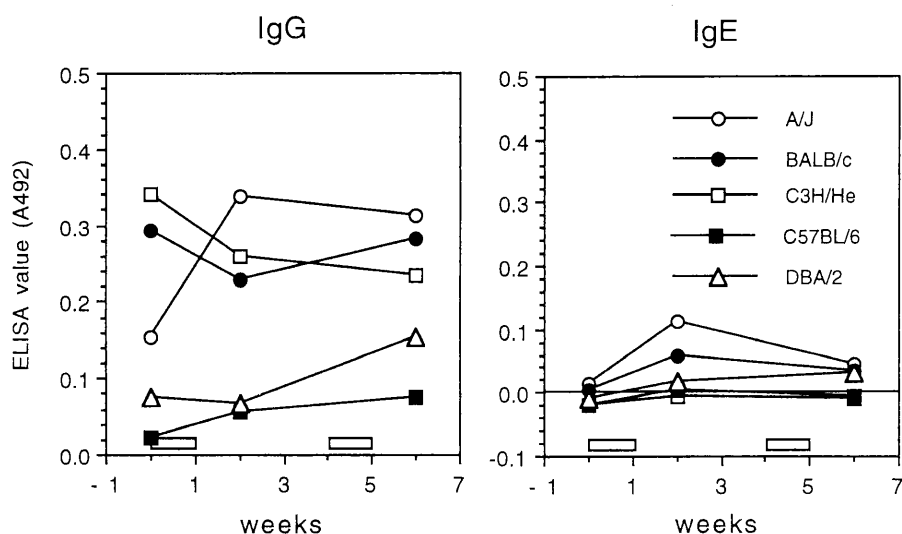 IgG
IgE
ELISA value (A492)
0.5
0.4
0.3
0.2
0.1
0.0
- 1
1
3
5
7
weeks
0.5
0.4
0.3
0.2
0.1
0.0
-0.1
- 1
1
3
5
7
weeks
A/J
BALB/c
C3H/He
C57BL/6
DBA/2